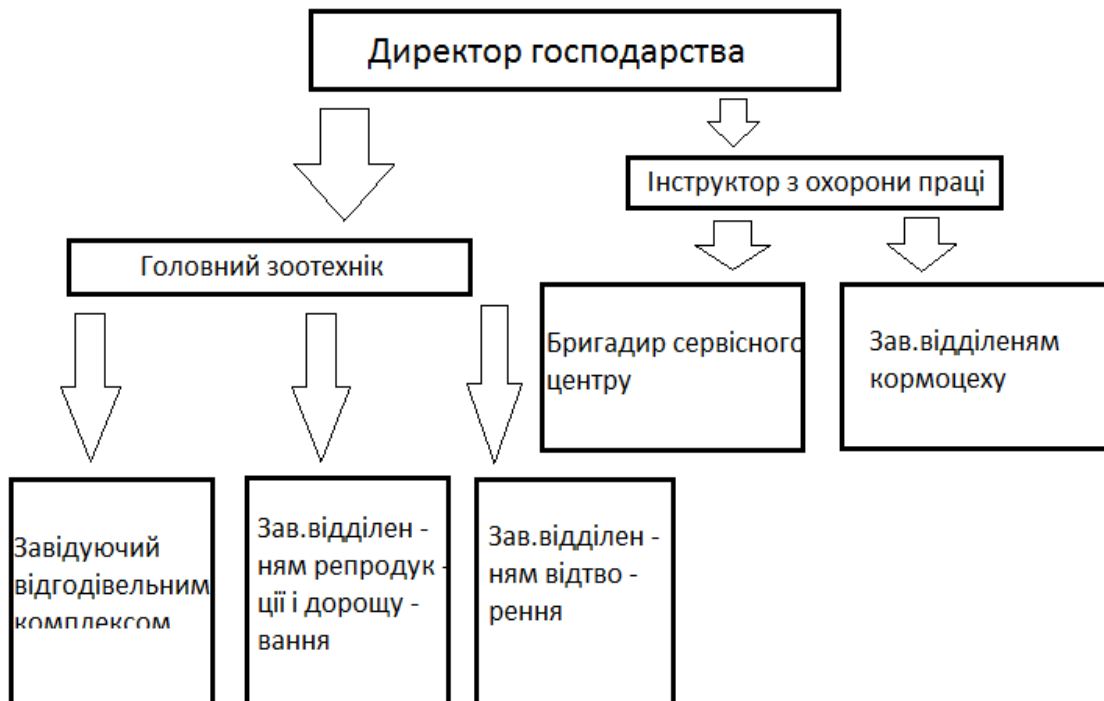 Директор господарства
Інструктор з охорони праці
Головний зоотехнік
Бригадир сервісного
центру
Зав.відділеням
кормоцеху
Завідуючий
відгодівельним
комплексом
Зав.відділен -
ням репродук -
ції і дорощу -
вання
Зав.відділен -
ням відтво -
рення